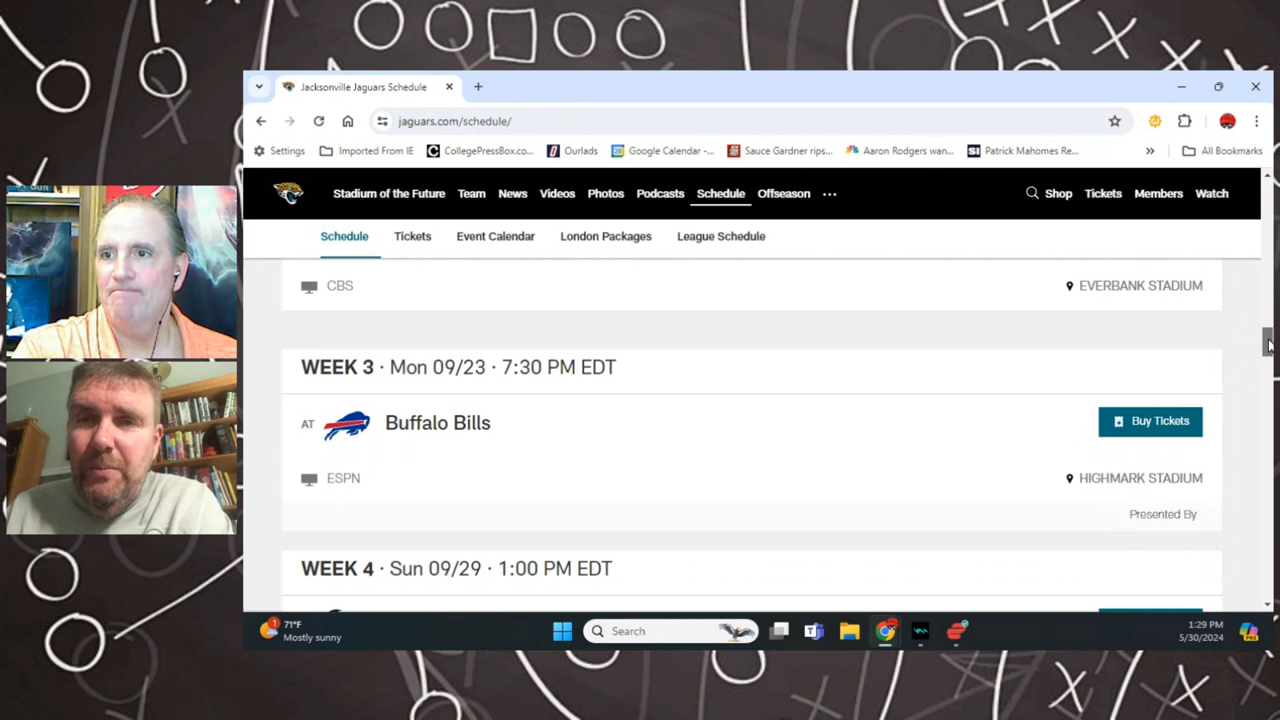 Jacksonville Jaguars Schedule
jaguars.com/schedule/
Settings Imported From IE CollegePressBox.co... Ourlads Google Calendar -... Sauce Gardner rips... Aaron Rodgers wan... Patrick Mahomes Re... » All Bookmarks
Stadium of the Future Team News Videos Photos Podcasts Schedule Offseason ••• Shop Tickets Members Watch
Schedule Tickets Event Calendar London Packages League Schedule
CBS EVERBANK STADIUM
WEEK 3 · Mon 09/23 · 7:30 PM EDT
AT Buffalo Bills Buy Tickets
ESPN HIGHMARK STADIUM
Presented By
WEEK 4 · Sun 09/29 · 1:00 PM EDT
1 71°F
Mostly sunny
Search
1:29 PM
5/30/2024